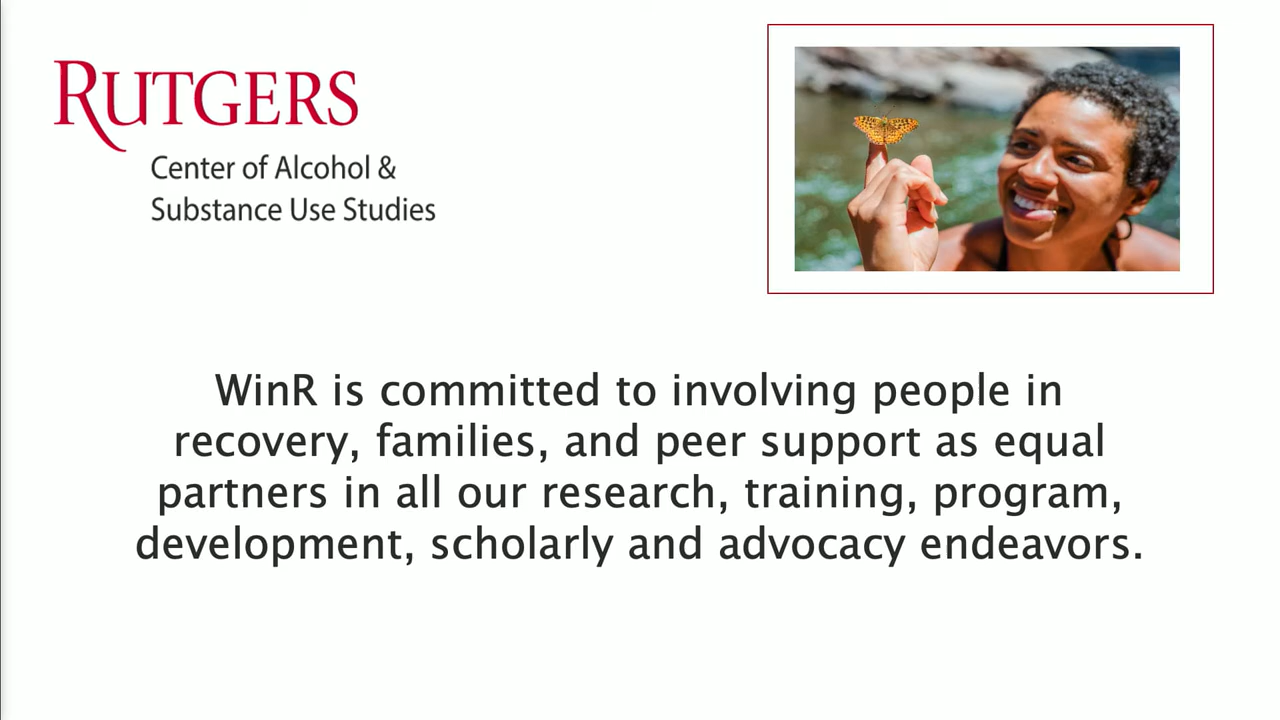 RUTGERS
Center of Alcohol &
Substance Use Studies
WinR is committed to involving people in
recovery, families, and peer support as equal
partners in all our research, training, program,
development, scholarly and advocacy endeavors.